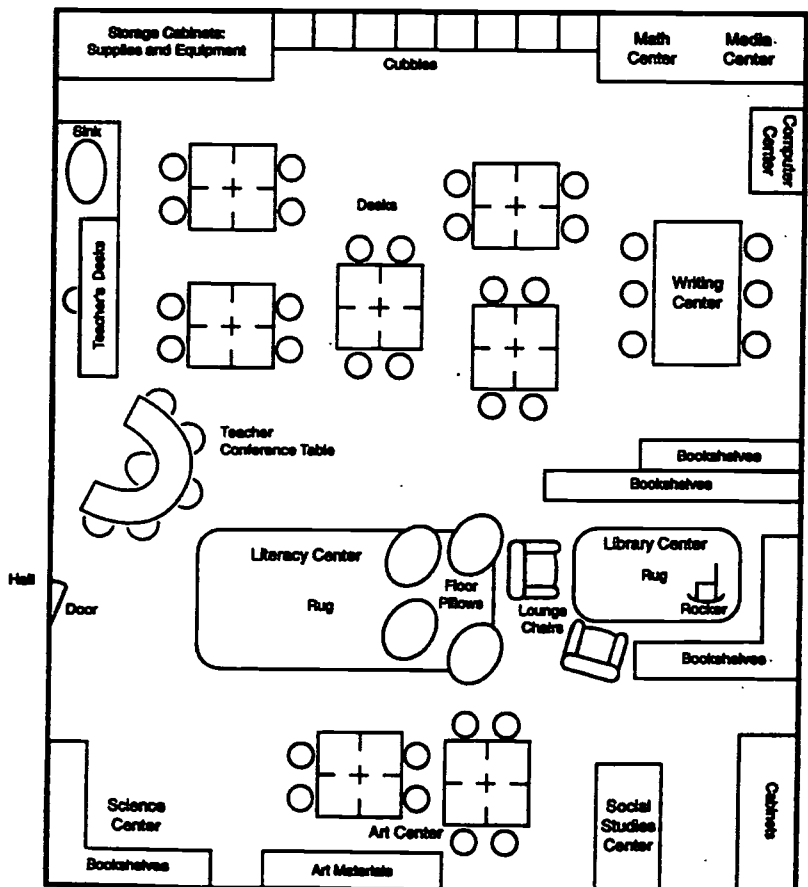 Storage Cabinets:
Supplies and Equipment
Cubbies
Math
Center
Media
Center
Sink
Computer
Center
Desks
Teacher's Desks
Writing
Center
Teacher
Conference Table
Bookshelves
Bookshelves
Literacy Center
Rug
Floor
Pillows
Library Center
Rug
Rocker
Lounge
Chairs
Hall
Door
Bookshelves
Science
Center
Art Center
Social
Studies
Center
Cabinets
Bookshelves
Art Materials